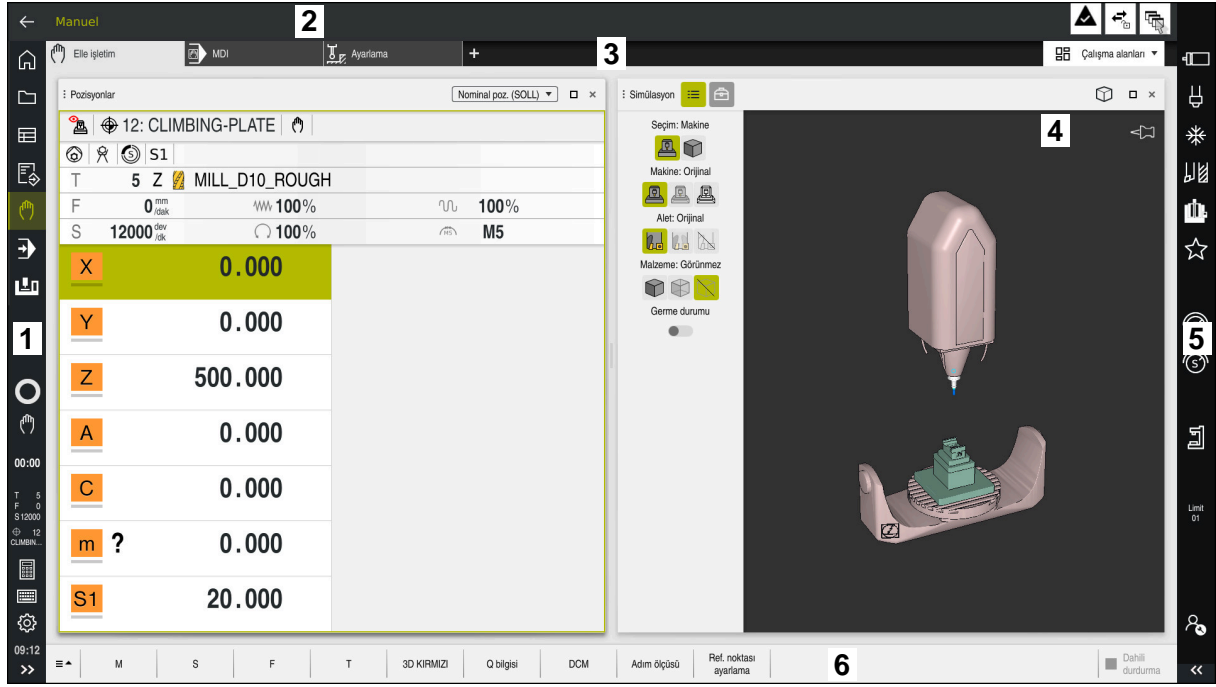 Manuel
2
Elle işletim
MDI
Ayarlama
+
3
Çalışma alanları
Pozisyonlar
Nominal poz. (SOLL)
12: CLIMBING-PLATE
S S1
T 5 Z MILL_D10_ROUGH
F 0 mm/dak 100% 100%
S 12000 dev/dk 100% M5 M5
X 0.000
Y 0.000
Z 500.000
A 0.000
C 0.000
m ? 0.000
S1 20.000
Simülasyon
Seçim: Makine
Makine: Orijinal
Alet: Orijinal
Malzeme: Görünmez
Germe durumu
4
1
00:00
T 5
F 0
S 12000
12
CLIMBIN...
09:12
5
S
Limit
01
M
S
F
T
3D KIRMIZI
Q bilgisi
DCM
Adım ölçüsü
Ref. noktası
ayarlama
6
Dahili
durdurma